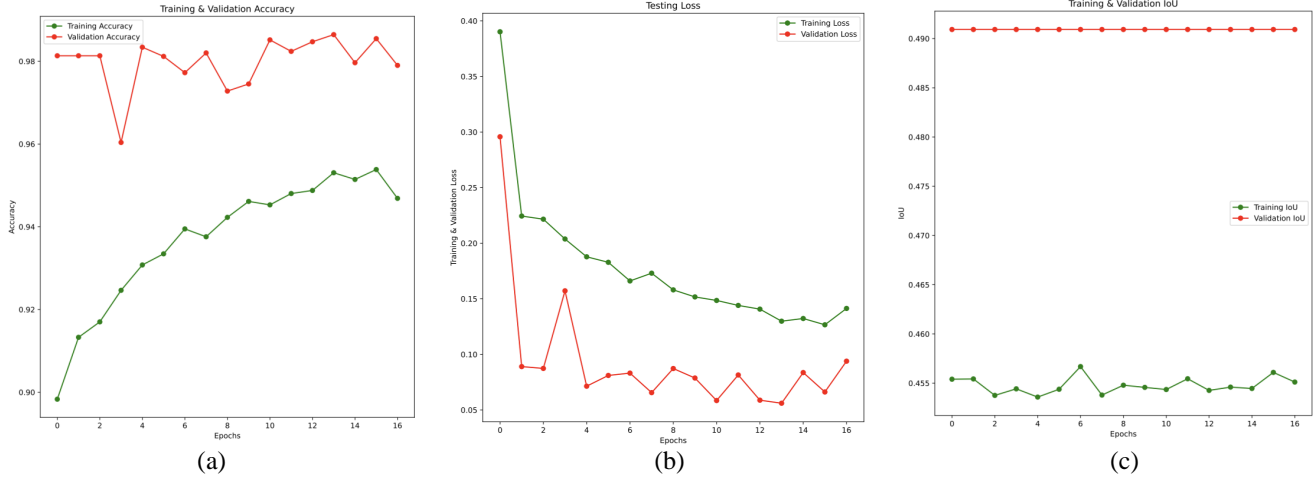 Training & Validation Accuracy
Training Accuracy
Validation Accuracy
0.98
0.96
0.94
0.92
0.90
Accuracy
0
2
4
6
8
10
12
14
16
Epochs
(a)
Testing Loss
Training Loss
Validation Loss
0.40
0.35
0.30
0.25
0.20
0.15
0.10
0.05
Training & Validation Loss
0
2
4
6
8
10
12
14
16
Epochs
(b)
Training & Validation IoU
Training IoU
Validation IoU
0.490
0.485
0.480
0.475
0.470
0.465
0.460
0.455
IoU
0
2
4
6
8
10
12
14
16
Epochs
(c)